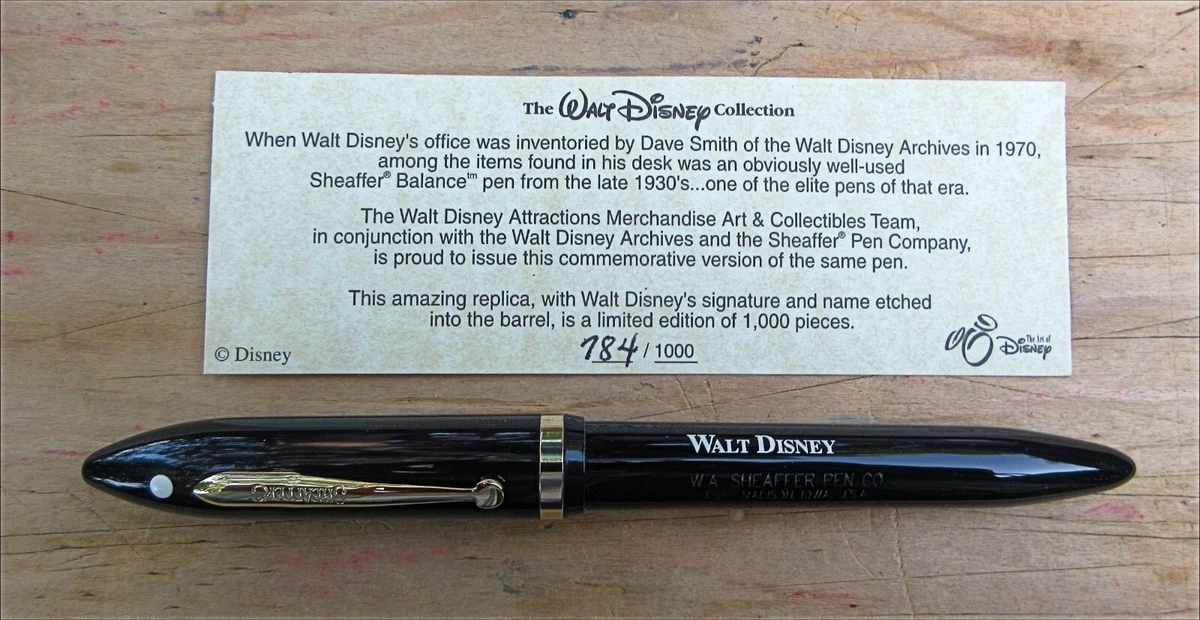 The WALT DISNEY Collection
When Walt Disney's office was inventoried by Dave Smith of the Walt Disney Archives in 1970,
among the items found in his desk was an obviously well-used
Sheaffer® Balance™ pen from the late 1930's...one of the elite pens of that era.
The Walt Disney Attractions Merchandise Art & Collectibles Team,
in conjunction with the Walt Disney Archives and the Sheaffer® Pen Company,
is proud to issue this commemorative version of the same pen.
This amazing replica, with Walt Disney's signature and name etched
into the barrel, is a limited edition of 1,000 pieces.
784 / 1000
© Disney
The Art of
DISNEY
WALT DISNEY
W.A. SHEAFFER PEN CO
FORT MADISON, IOWA, USA
SHEAFFER'S